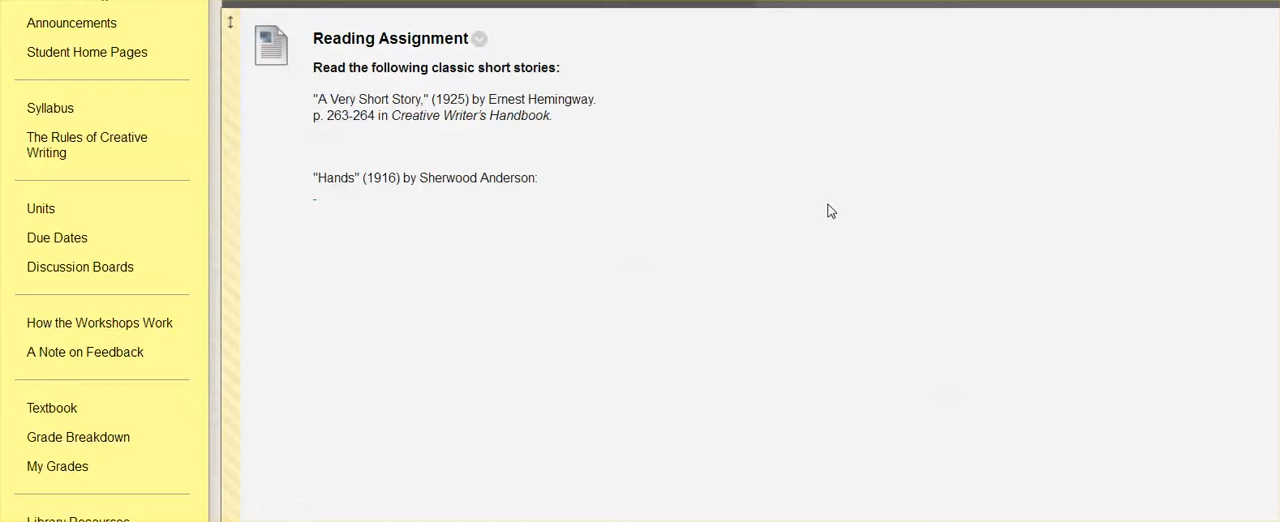 Announcements
Student Home Pages
Syllabus
The Rules of Creative
Writing
Units
Due Dates
Discussion Boards
How the Workshops Work
A Note on Feedback
Textbook
Grade Breakdown
My Grades
Library Resources
Reading Assignment
Read the following classic short stories:
"A Very Short Story," (1925) by Ernest Hemingway.
p. 263-264 in Creative Writer's Handbook.
"Hands" (1916) by Sherwood Anderson:
-